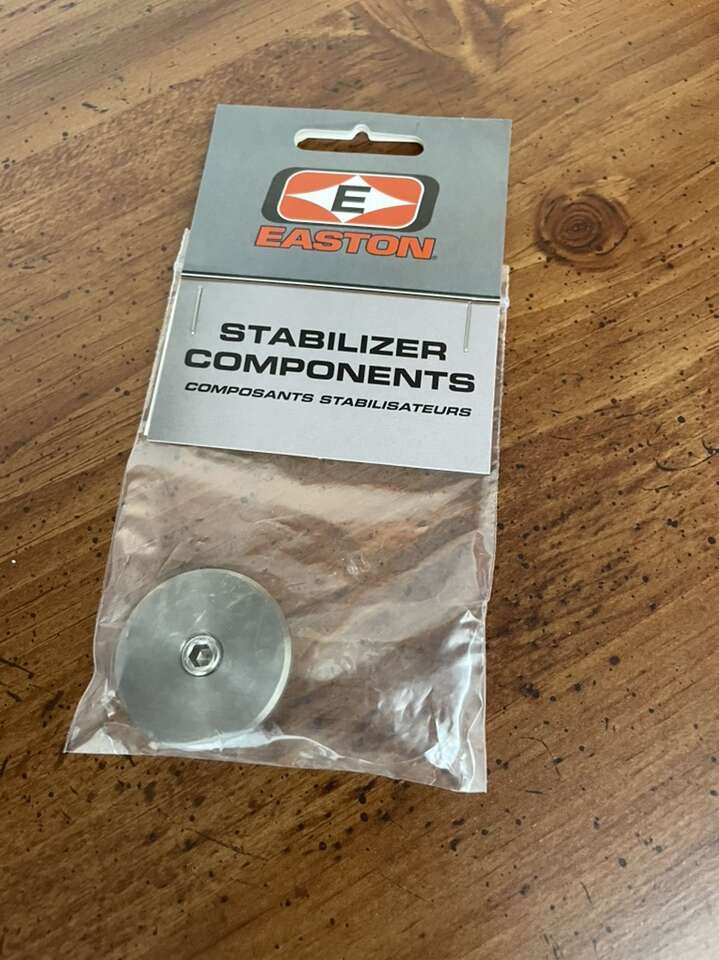 E
EASTON
STABILIZER
COMPONENTS
COMPOSANTS STABILISATEURS